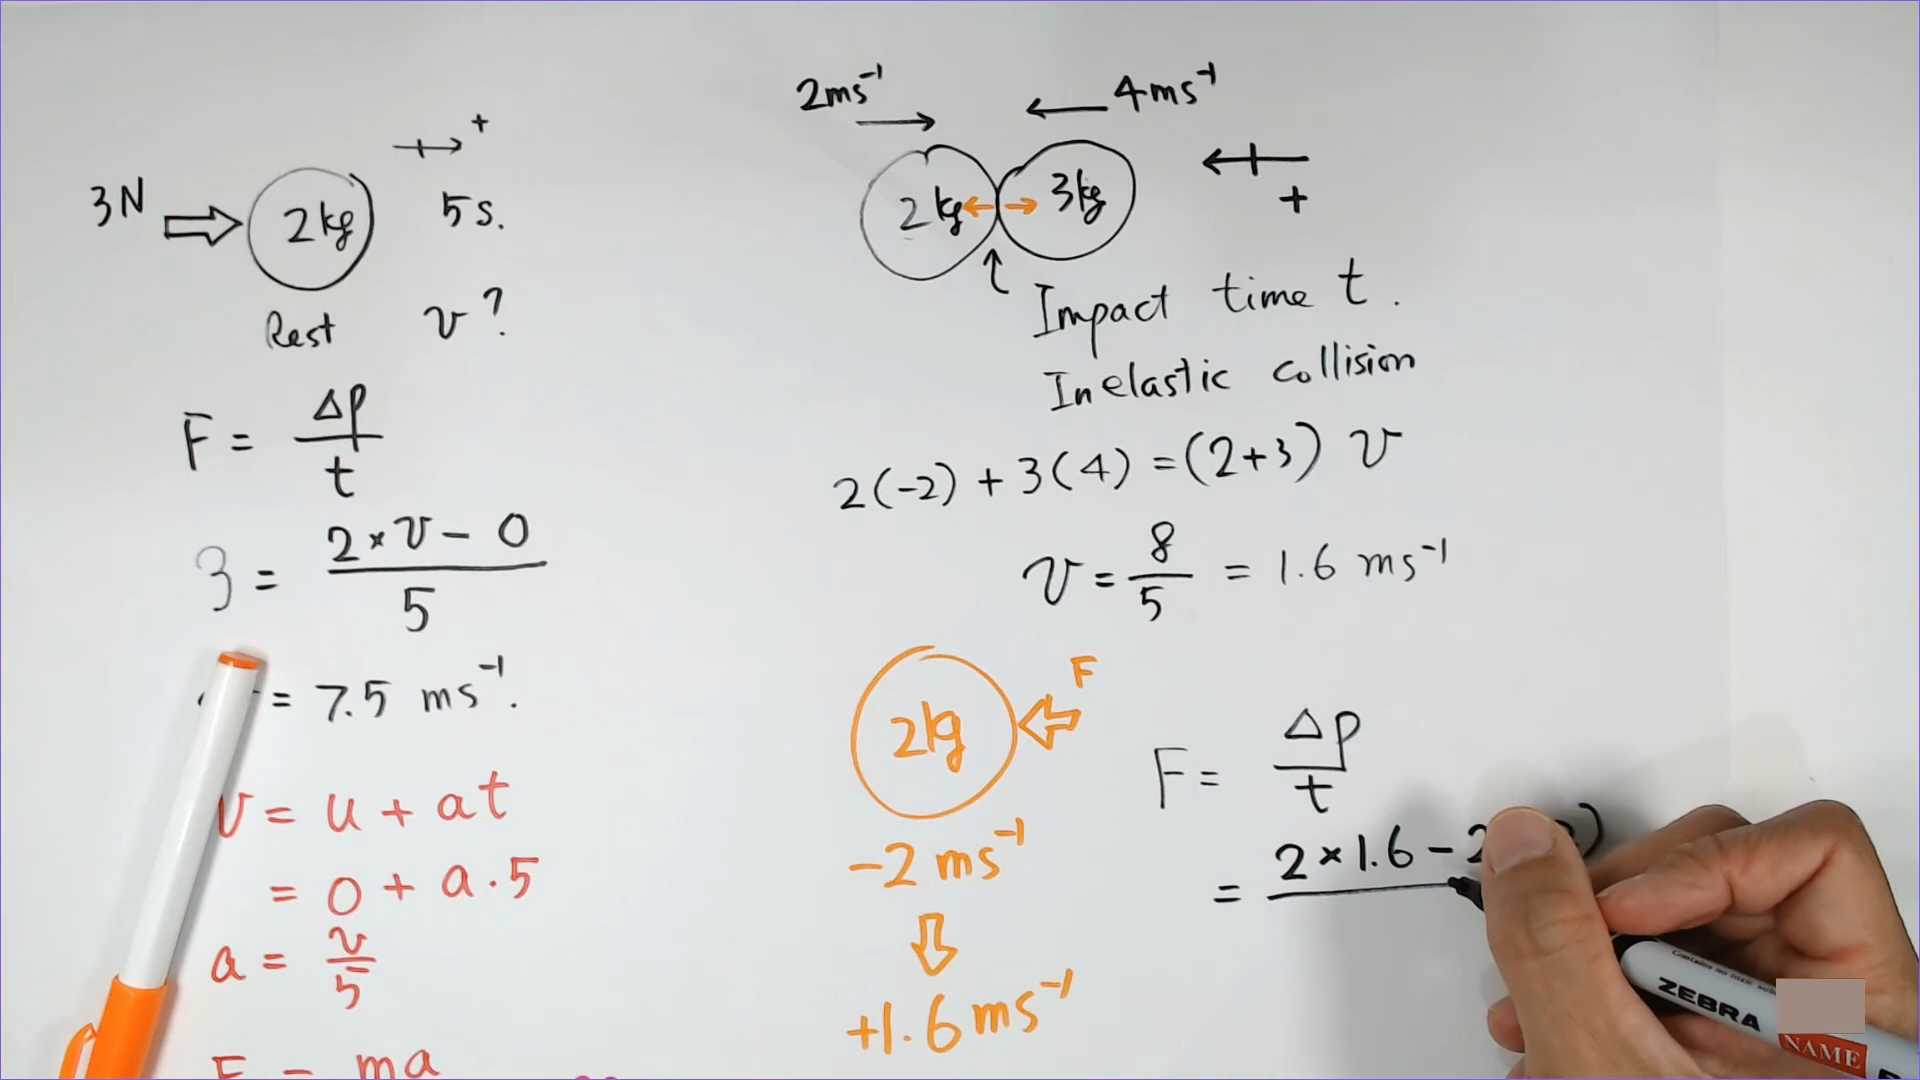 3N
2kg
+
5s.
Rest
v?
F = Δp/t
3 = (2×v - 0)/5
= 7.5 ms⁻¹.
v = u + at
= 0 + a.5
a = v/5
F = ma
2ms⁻¹
4ms⁻¹
2kg
3kg
+
Impact time t.
Inelastic collision
2(-2) + 3(4) = (2+3) v
v = 8/5 = 1.6 ms⁻¹
2kg
F
-2 ms⁻¹
+1.6ms⁻¹
F = Δp/t
= 2×1.6 - 2
ZEBRA
NAME